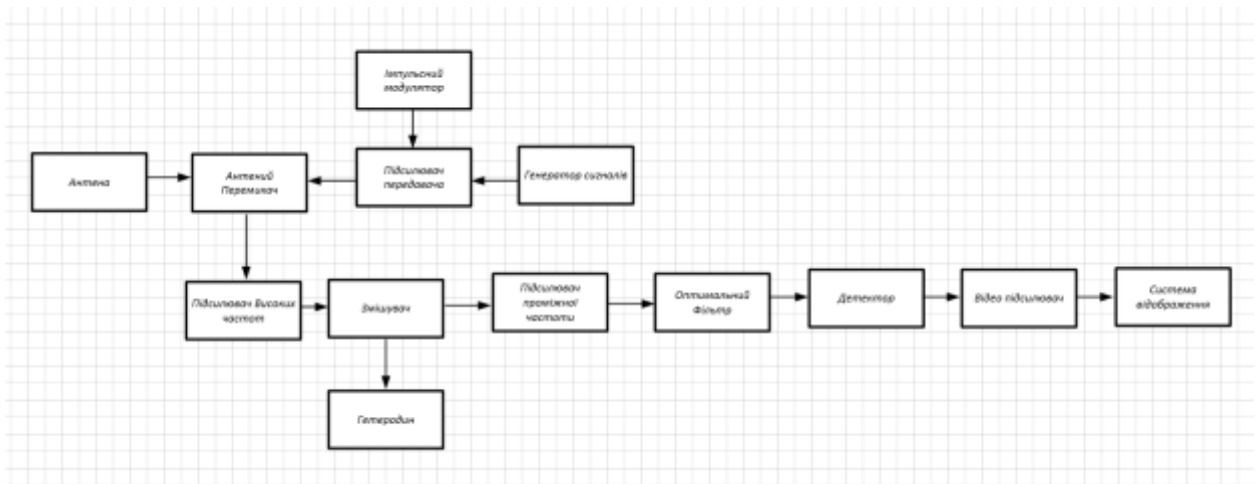 Імпульсний
модулятор
Антена
Антений
Перемикач
Підсилювач
передавача
Генератор сигналів
Підсилювач Високих
частот
Змішувач
Підсилювач
проміжної
частоти
Оптимальний
Фільтр
Детектор
Відео підсилювач
Система
відображення
Гетеродин